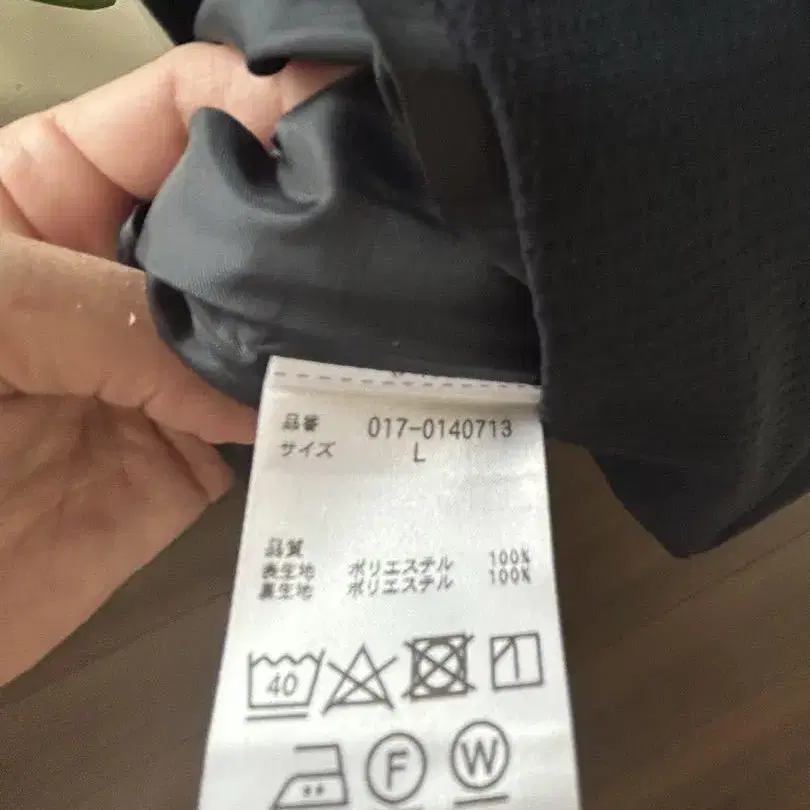 品番 017-0140713
サイズ L
品質
表生地 ポリエステル 100%
裏生地 ポリエステル 100%
40
F W